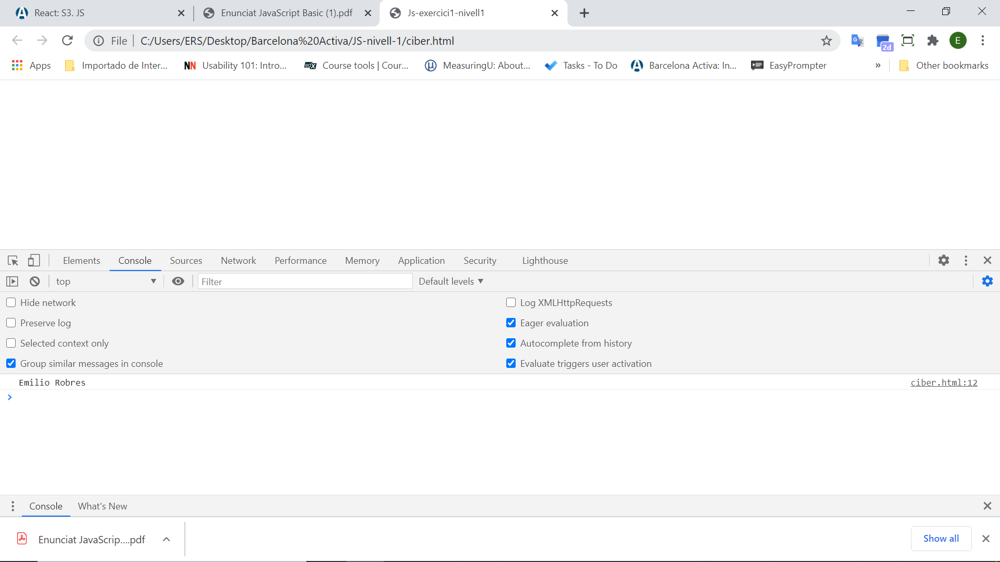 React: S3. JS
Enunciat JavaScript Basic (1).pdf
Js-exercici1-nivell1
File
C:/Users/ERS/Desktop/Barcelona%20Activa/JS-nivell-1/ciber.html
2d
E
Apps
Importado de Inter...
NN
Usability 101: Intro...
edX
Course tools | Cour...
μ
MeasuringU: About...
Tasks - To Do
Barcelona Activa: In...
EasyPrompter
»
Other bookmarks
Elements
Console
Sources
Network
Performance
Memory
Application
Security
Lighthouse
top
Filter
Default levels
Hide network
Log XMLHttpRequests
Preserve log
Eager evaluation
Selected context only
Autocomplete from history
Group similar messages in console
Evaluate triggers user activation
Emilio Robres
ciber.html:12
Console
What's New
Enunciat JavaScrip....pdf
Show all